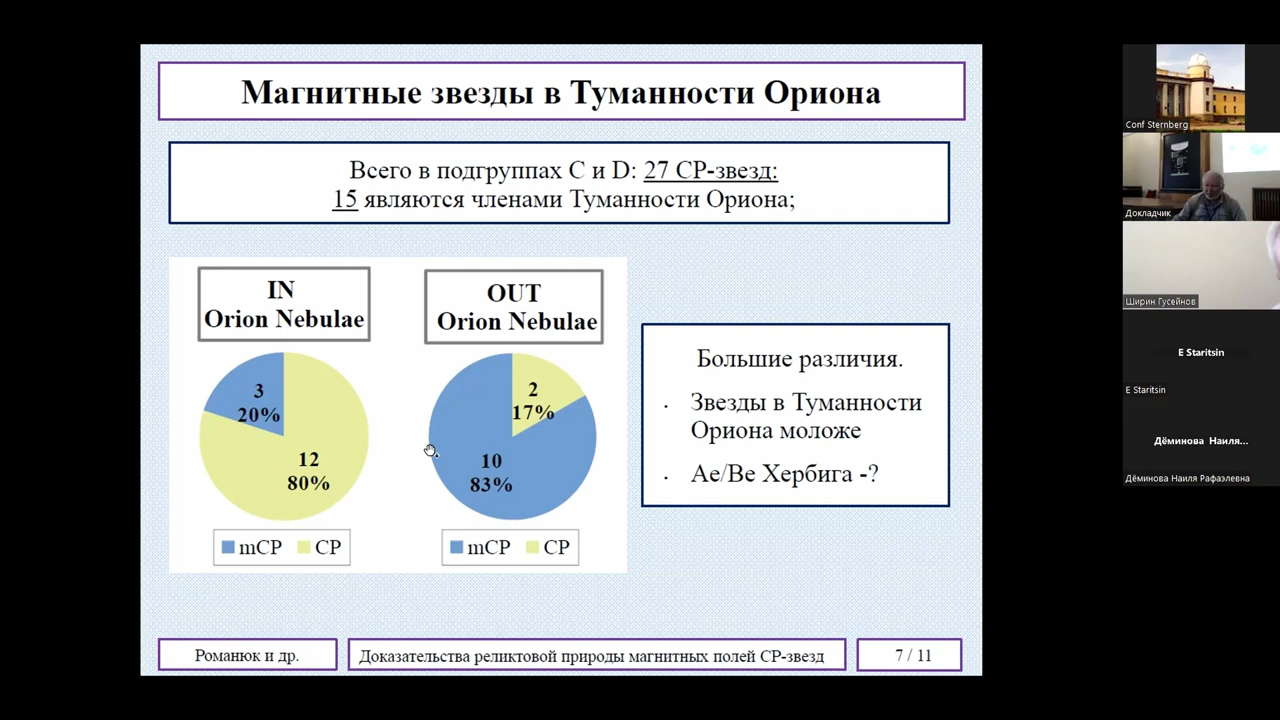 Магнитные звезды в Туманности Ориона
Всего в подгруппах C и D: 27 CP-звезд:
15 являются членами Туманности Ориона;
IN
Orion Nebulae
OUT
Orion Nebulae
3
20%
12
80%
2
17%
10
83%
mCP CP
mCP CP
Большие различия.
Звезды в Туманности
Ориона моложе
Ae/Be Хербига -?
Романюк и др.
Доказательства реликтовой природы магнитных полей CP-звезд
7 / 11
Conf Sternberg
Докладчик
Ширин Гусейнов
E Staritsin
E Staritsin
Дёминова Наиля...
Дёминова Наиля Рафаэлевна